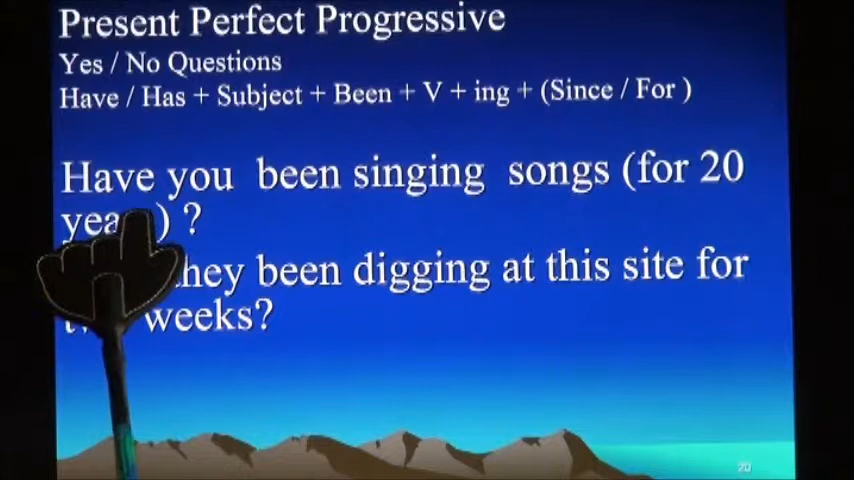 Present Perfect Progressive
Yes / No Questions
Have / Has + Subject + Been + V + ing + (Since / For )
Have you been singing songs (for 20
) ?
been digging at this site for
weeks?
20